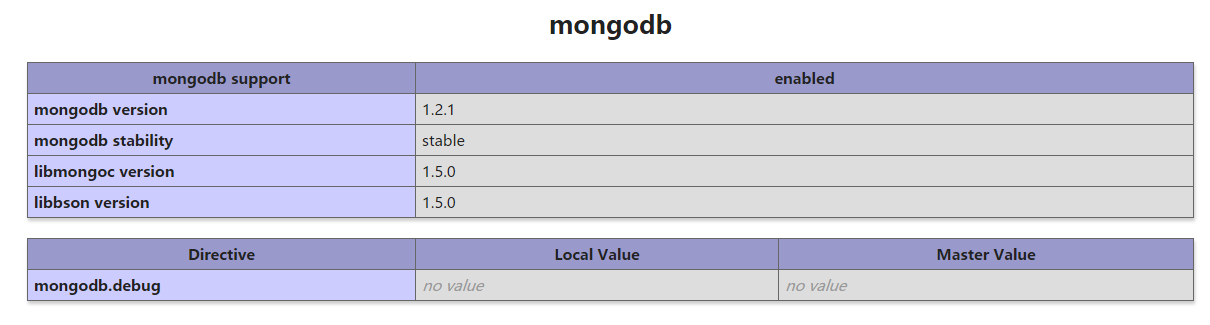 mongodb
mongodb support enabled
mongodb version 1.2.1
mongodb stability stable
libmongoc version 1.5.0
libbson version 1.5.0
Directive Local Value Master Value
mongodb.debug no value no value